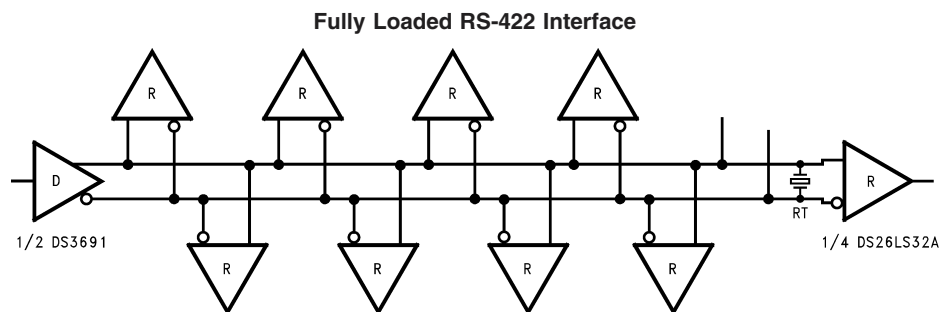 Fully Loaded RS-422 Interface
R R R R
D R
RT
1/2 DS3691 1/4 DS26LS32A
R R R R